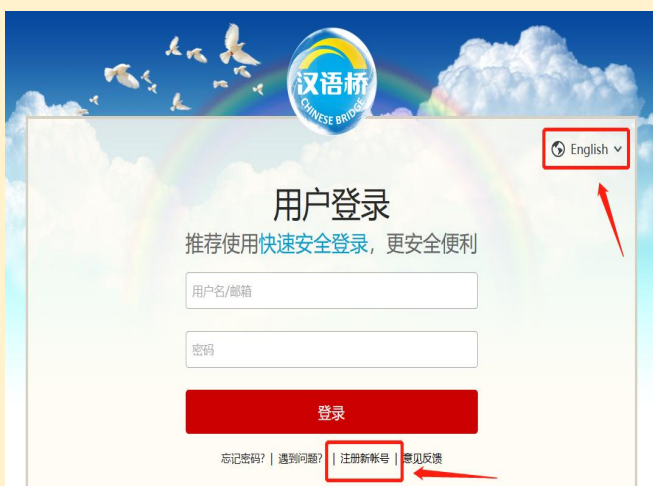 汉语桥
CHINESE BRIDGE
English
用户登录
推荐使用快速安全登录，更安全便利
用户名/邮箱
密码
登录
忘记密码? | 遇到问题? | 注册新帐号 | 意见反馈